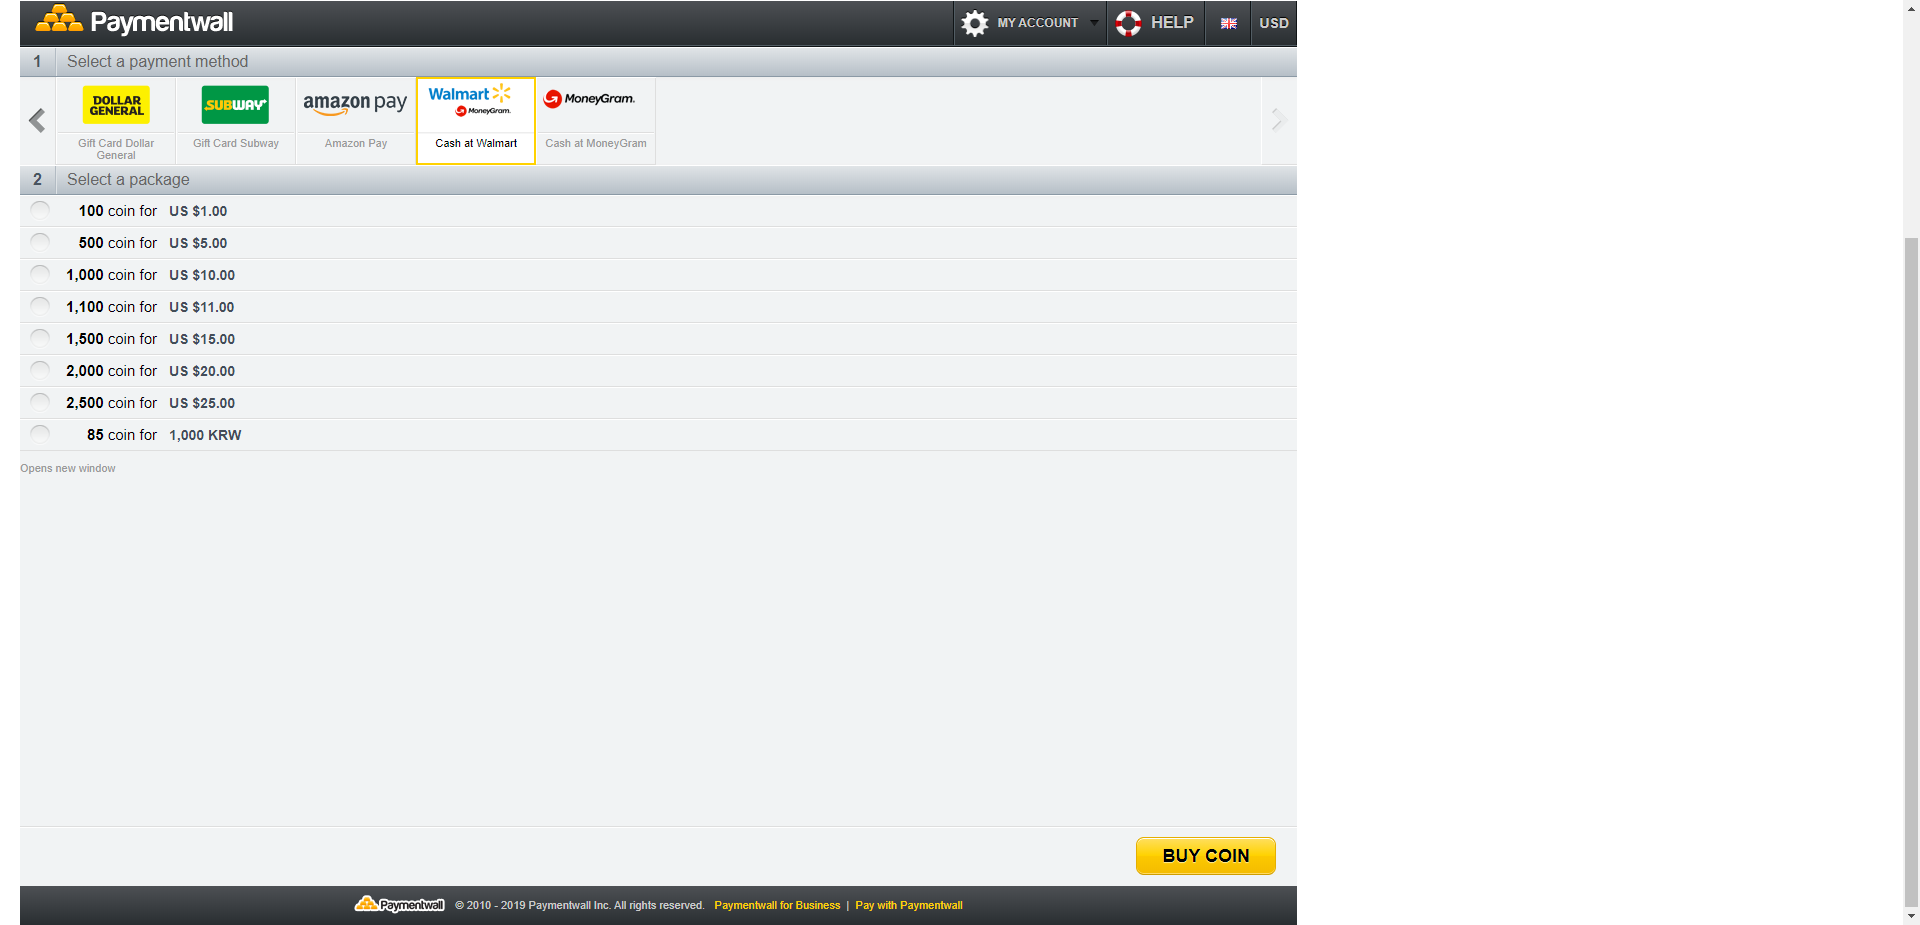 Paymentwall
MY ACCOUNT
HELP
USD
1 Select a payment method
DOLLAR GENERAL
SUBWAY
amazon pay
Walmart
MoneyGram.
MoneyGram.
Gift Card Dollar
General
Gift Card Subway
Amazon Pay
Cash at Walmart
Cash at MoneyGram
2 Select a package
100 coin for US $1.00
500 coin for US $5.00
1,000 coin for US $10.00
1,100 coin for US $11.00
1,500 coin for US $15.00
2,000 coin for US $20.00
2,500 coin for US $25.00
85 coin for 1,000 KRW
Opens new window
BUY COIN
Paymentwall © 2010 - 2019 Paymentwall Inc. All rights reserved. Paymentwall for Business | Pay with Paymentwall